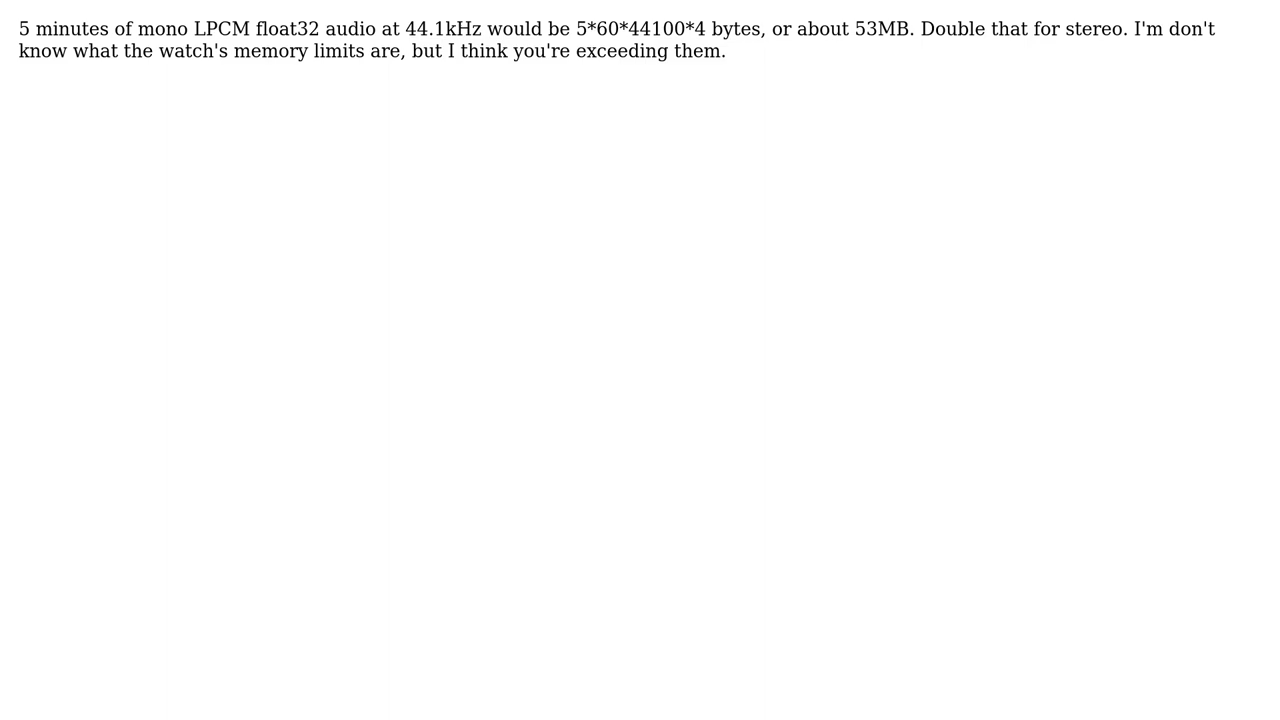 5 minutes of mono LPCM float32 audio at 44.1kHz would be 5*60*44100*4 bytes, or about 53MB. Double that for stereo. I'm don't
know what the watch's memory limits are, but I think you're exceeding them.